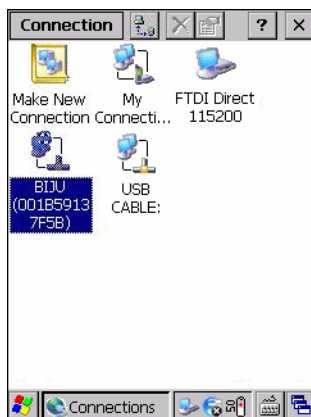 Connection
? ×
Make New
Connection
My
Connecti...
FTDI Direct
115200
BIJU
(001B5913
7F5B)
USB
CABLE:
Connections